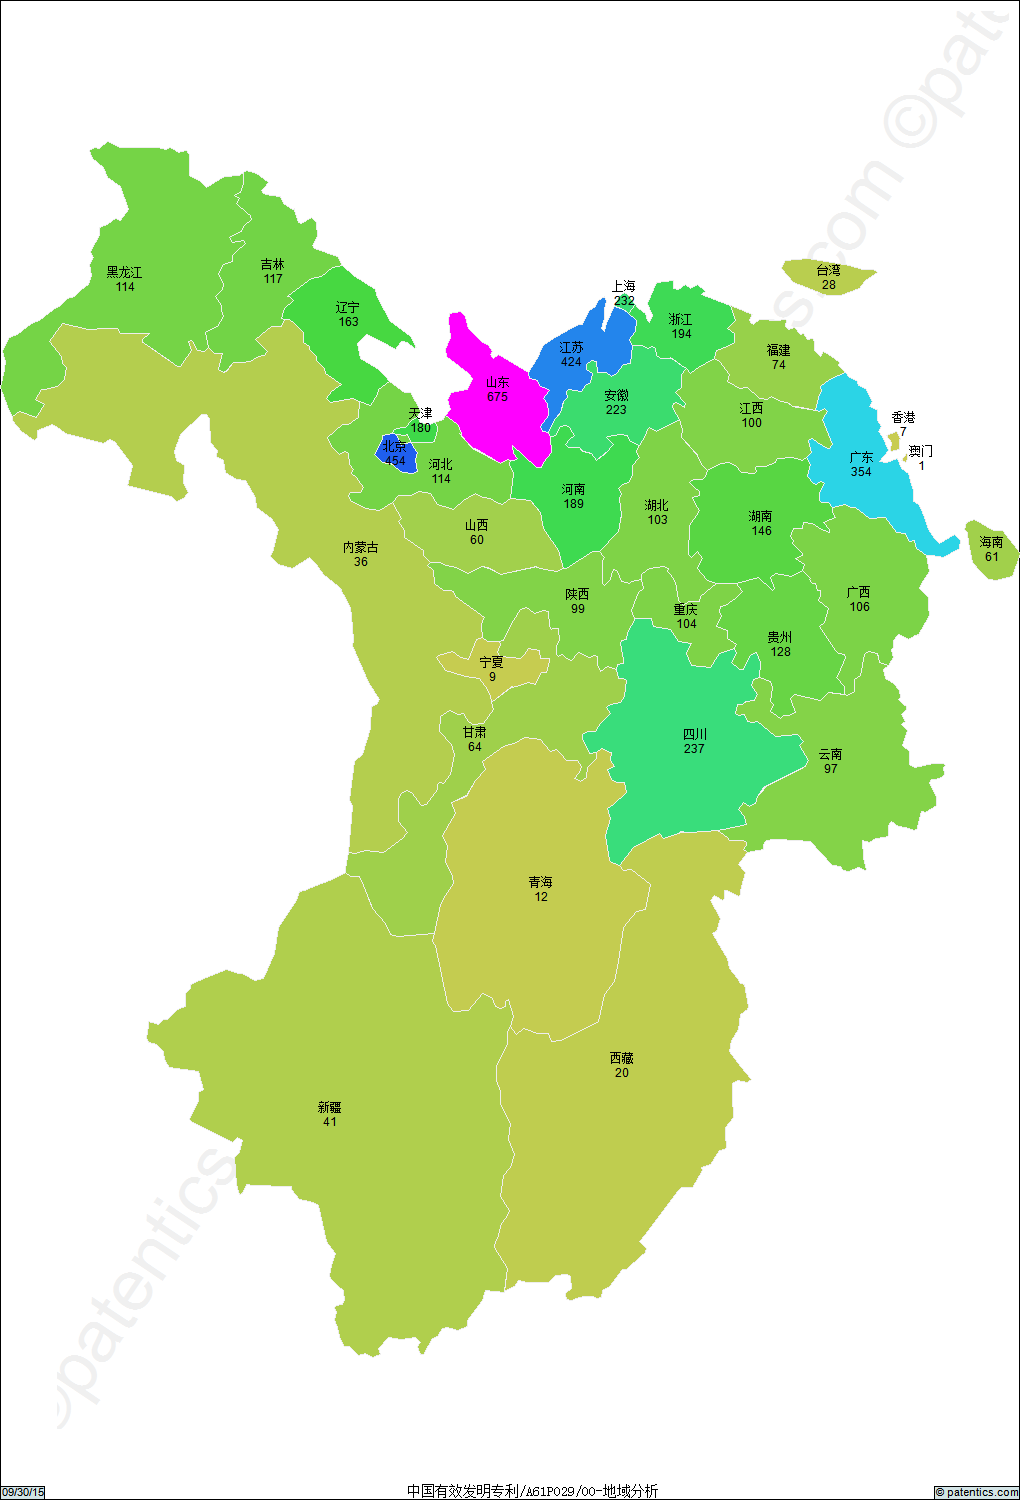 ©patentics.com ©pate
黑龙江
114
吉林
117
辽宁
163
台湾
28
上海
232
浙江
194
江苏
424
福建
74
山东
675
安徽
223
江西
100
天津
180
香港
7
北京
454
河北
114
广东
354
澳门
1
河南
189
湖北
103
湖南
146
山西
60
海南
61
内蒙古
36
陕西
99
重庆
104
广西
106
贵州
128
宁夏
9
甘肃
64
四川
237
云南
97
青海
12
西藏
20
新疆
41
©patentics
09/30/15
中国有效发明专利/A61P029/00-地域分析
© patentics.com